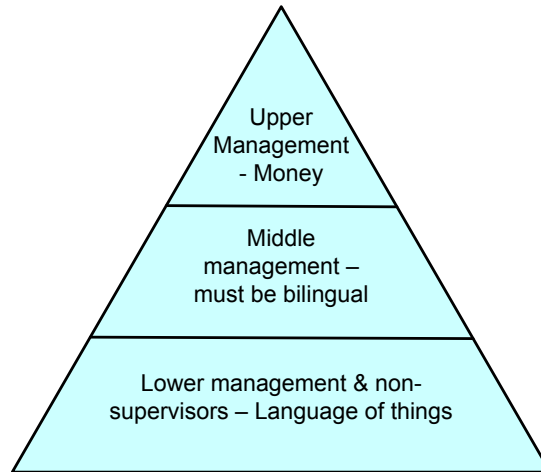 Upper
Management
- Money
Middle
management –
must be bilingual
Lower management & non-
supervisors – Language of things